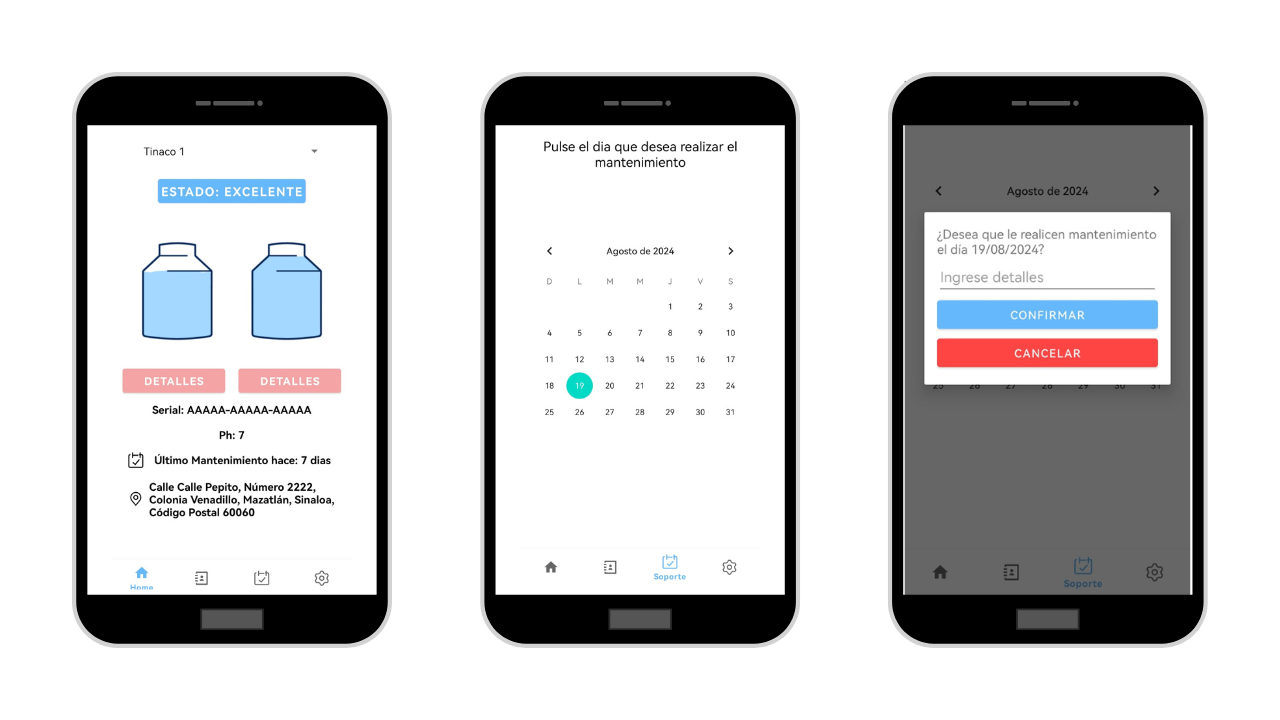 Tinaco 1
ESTADO: EXCELENTE
DETALLES DETALLES
Serial: AAAAA-AAAAA-AAAAA
Ph: 7
Último Mantenimiento hace: 7 dias
Calle Calle Pepito, Número 2222,
Colonia Venadillo, Mazatlán, Sinaloa,
Código Postal 60060
Home
Pulse el dia que desea realizar el
mantenimiento
Agosto de 2024
D L M M J V S
1 2 3
4 5 6 7 8 9 10
11 12 13 14 15 16 17
18 19 20 21 22 23 24
25 26 27 28 29 30 31
Soporte
Agosto de 2024
¿Desea que le realicen mantenimiento
el día 19/08/2024?
Ingrese detalles
CONFIRMAR
CANCELAR
25 26 27 28 29 30 31
Soporte